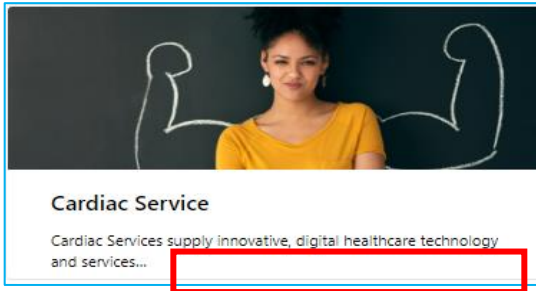 Cardiac Service
Cardiac Services supply innovative, digital healthcare technology
and services...